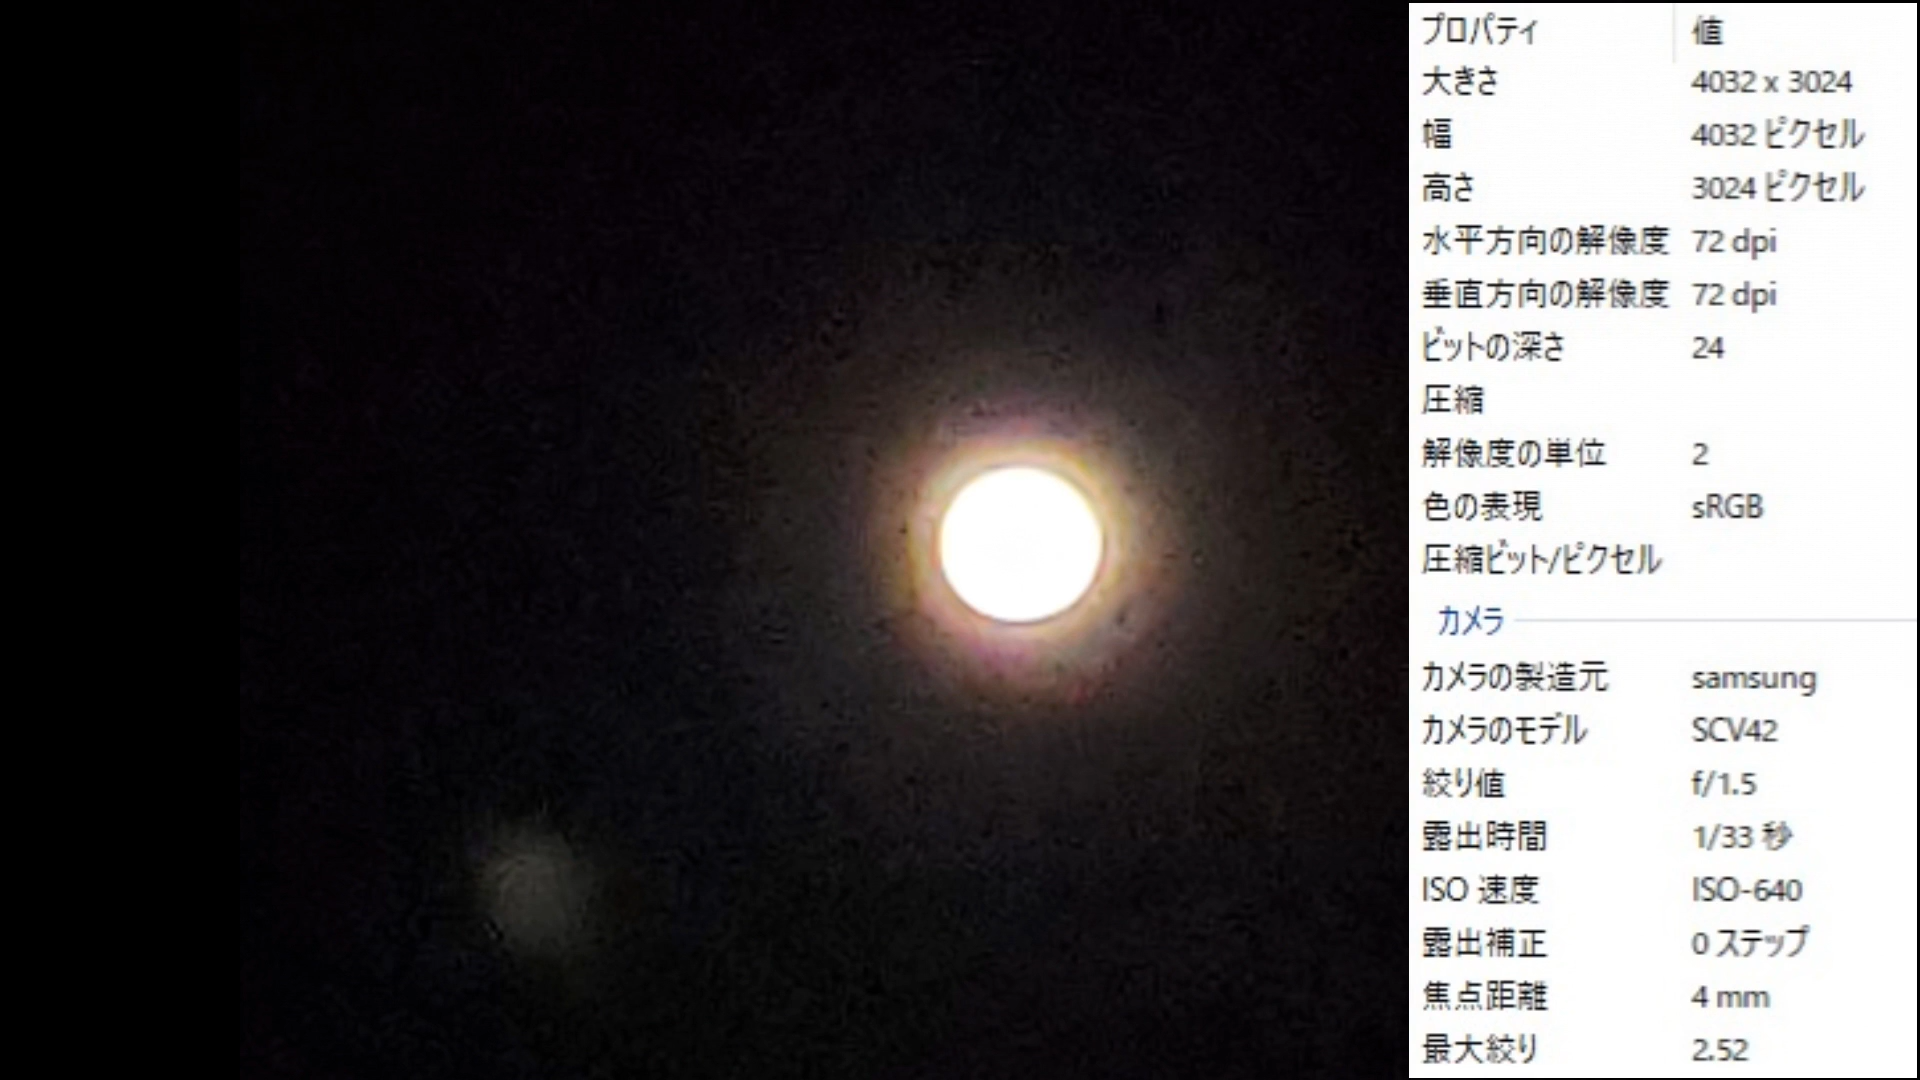 プロパティ 値
大きさ 4032 x 3024
幅 4032 ピクセル
高さ 3024 ピクセル
水平方向の解像度 72 dpi
垂直方向の解像度 72 dpi
ビットの深さ 24
圧縮
解像度の単位 2
色の表現 sRGB
圧縮ビット/ピクセル
カメラ
カメラの製造元 samsung
カメラのモデル SCV42
絞り値 f/1.5
露出時間 1/33 秒
ISO 速度 ISO-640
露出補正 0 ステップ
焦点距離 4 mm
最大絞り 2.52